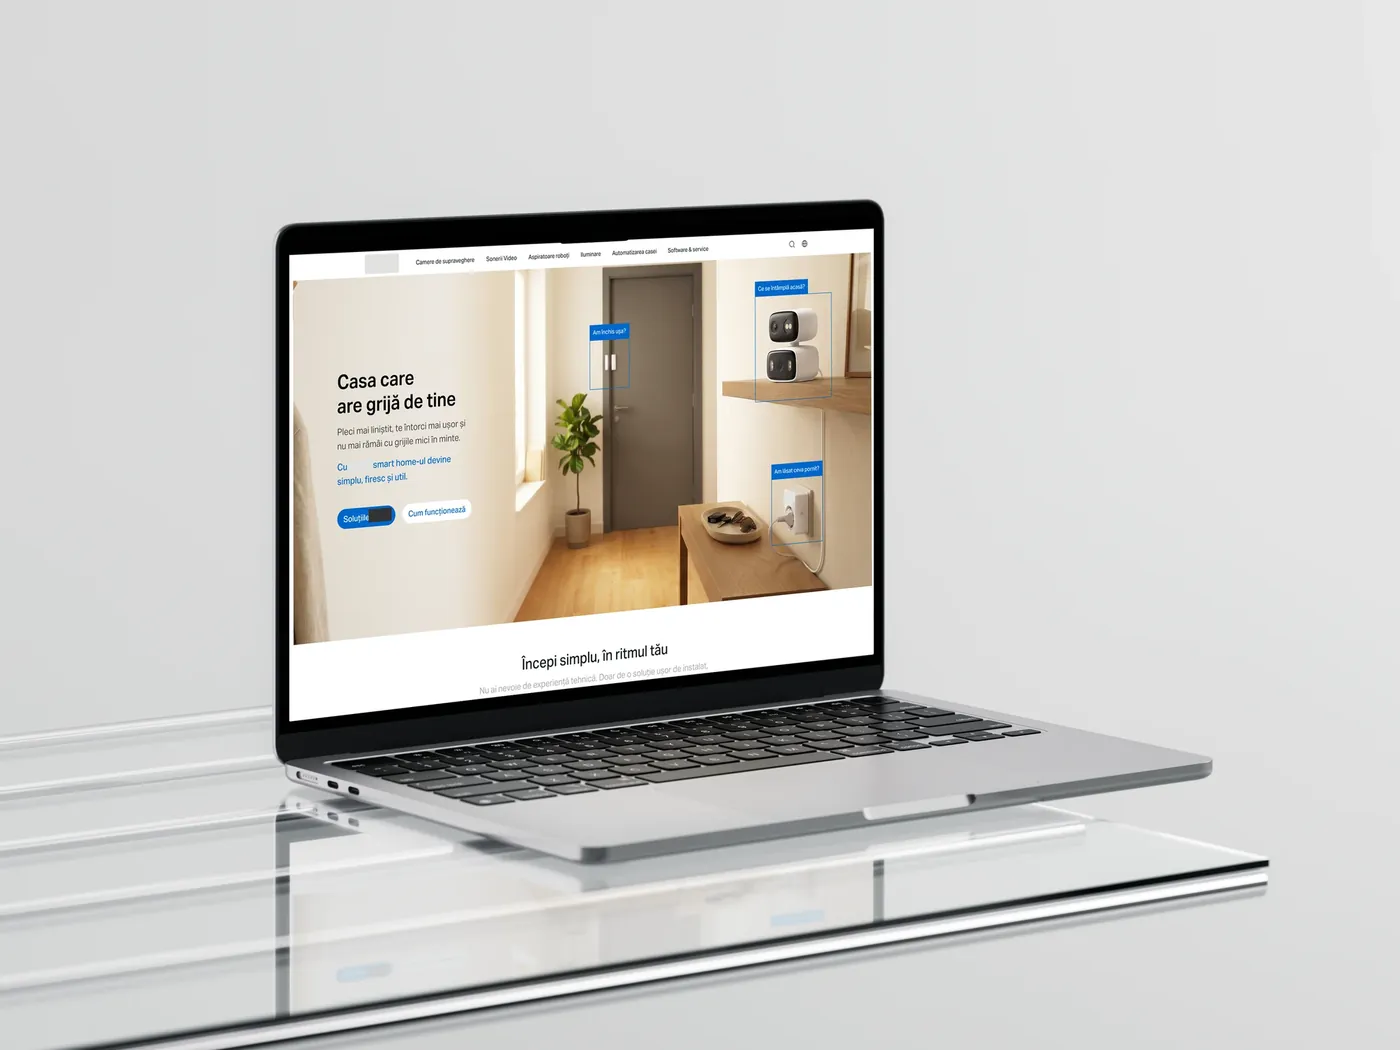 Camere de supraveghere
Sonerii Video
Aspiratoare roboți
Iluminare
Automatizarea casei
Software & service
Casa care
are grijă de tine
Pleci mai liniștit, te întorci mai ușor și
nu mai rămâi cu grijile mici în minte.
Cu smart home-ul devine
simplu, firesc și util.
Soluțiile
Cum funcționează
Am închis ușa?
Ce se întâmplă acasă?
Am lăsat ceva pornit?
Începi simplu, în ritmul tău
Nu ai nevoie de experiență tehnică. Doar de o soluție ușor de instalat,